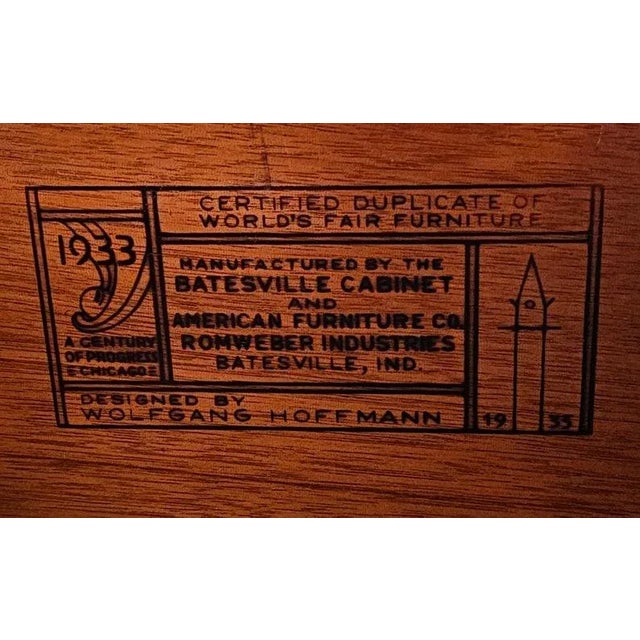 CERTIFIED DUPLICATE OF
WORLD'S FAIR FURNITURE
1933
A CENTURY
OF PROGRESS
CHICAGO
MANUFACTURED BY THE
BATESVILLE CABINET
AND
AMERICAN FURNITURE CO.
ROMWEBER INDUSTRIES
BATESVILLE, IND.
DESIGNED BY
WOLFGANG HOFFMANN
19 33